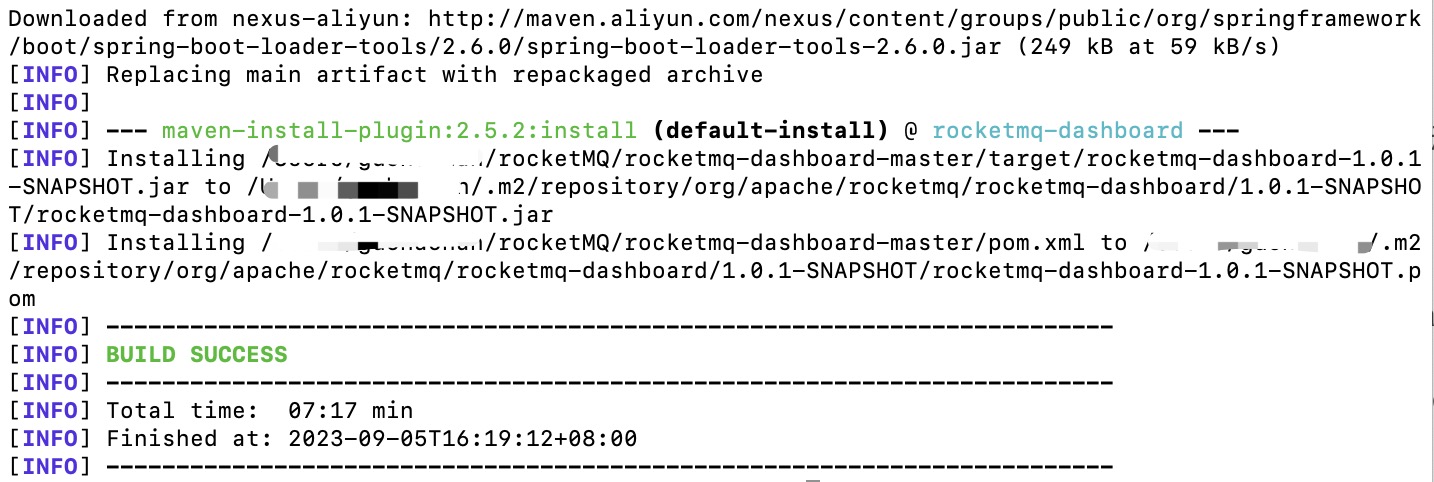 Downloaded from nexus-aliyun: http://maven.aliyun.com/nexus/content/groups/public/org/springframework
/boot/spring-boot-loader-tools/2.6.0/spring-boot-loader-tools-2.6.0.jar (249 kB at 59 kB/s)
[INFO] Replacing main artifact with repackaged archive
[INFO]
[INFO] --- maven-install-plugin:2.5.2:install (default-install) @ rocketmq-dashboard ---
[INFO] Installing /rocketMQ/rocketmq-dashboard-master/target/rocketmq-dashboard-1.0.1
-SNAPSHOT.jar to /.m2/repository/org/apache/rocketmq/rocketmq-dashboard/1.0.1-SNAPSHO
T/rocketmq-dashboard-1.0.1-SNAPSHOT.jar
[INFO] Installing /rocketMQ/rocketmq-dashboard-master/pom.xml to /.m2
/repository/org/apache/rocketmq/rocketmq-dashboard/1.0.1-SNAPSHOT/rocketmq-dashboard-1.0.1-SNAPSHOT.p
om
[INFO] ------------------------------------------------------------------------
[INFO] BUILD SUCCESS
[INFO] ------------------------------------------------------------------------
[INFO] Total time:  07:17 min
[INFO] Finished at: 2023-09-05T16:19:12+08:00
[INFO] ------------------------------------------------------------------------